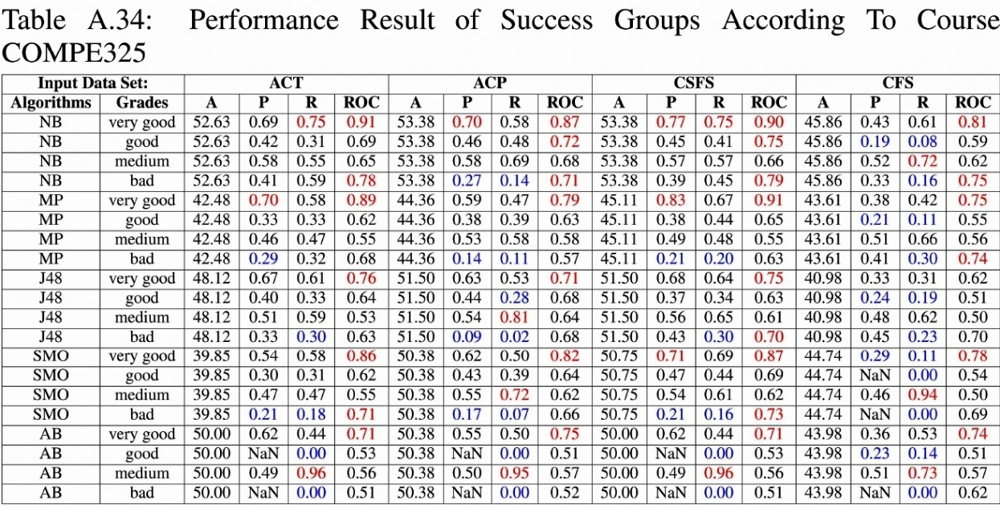 Table A.34: Performance Result of Success Groups According To Course
COMPE325
Input Data Set: ACT ACP CSFS CFS
Algorithms Grades A P R ROC A P R ROC A P R ROC A P R ROC
NB very good 52.63 0.69 0.75 0.91 53.38 0.70 0.58 0.87 53.38 0.77 0.75 0.90 45.86 0.43 0.61 0.81
NB good 52.63 0.42 0.31 0.69 53.38 0.46 0.48 0.72 53.38 0.45 0.41 0.75 45.86 0.19 0.08 0.59
NB medium 52.63 0.58 0.55 0.65 53.38 0.58 0.69 0.68 53.38 0.57 0.57 0.66 45.86 0.52 0.72 0.62
NB bad 52.63 0.41 0.59 0.78 53.38 0.27 0.14 0.71 53.38 0.39 0.45 0.79 45.86 0.33 0.16 0.75
MP very good 42.48 0.70 0.58 0.89 44.36 0.59 0.47 0.79 45.11 0.83 0.67 0.91 43.61 0.38 0.42 0.75
MP good 42.48 0.33 0.33 0.62 44.36 0.38 0.39 0.63 45.11 0.38 0.44 0.65 43.61 0.21 0.11 0.55
MP medium 42.48 0.46 0.47 0.55 44.36 0.53 0.58 0.58 45.11 0.49 0.48 0.55 43.61 0.51 0.66 0.56
MP bad 42.48 0.29 0.32 0.68 44.36 0.14 0.11 0.57 45.11 0.21 0.20 0.63 43.61 0.41 0.30 0.74
J48 very good 48.12 0.67 0.61 0.76 51.50 0.63 0.53 0.71 51.50 0.68 0.64 0.75 40.98 0.33 0.31 0.62
J48 good 48.12 0.40 0.33 0.64 51.50 0.44 0.28 0.68 51.50 0.37 0.34 0.63 40.98 0.24 0.19 0.51
J48 medium 48.12 0.51 0.59 0.53 51.50 0.54 0.81 0.64 51.50 0.56 0.65 0.61 40.98 0.48 0.62 0.50
J48 bad 48.12 0.33 0.30 0.63 51.50 0.09 0.02 0.68 51.50 0.43 0.30 0.70 40.98 0.45 0.23 0.70
SMO very good 39.85 0.54 0.58 0.86 50.38 0.62 0.50 0.82 50.75 0.71 0.69 0.87 44.74 0.29 0.11 0.78
SMO good 39.85 0.30 0.31 0.62 50.38 0.43 0.39 0.64 50.75 0.47 0.44 0.69 44.74 NaN 0.00 0.54
SMO medium 39.85 0.47 0.47 0.55 50.38 0.55 0.72 0.62 50.75 0.54 0.61 0.62 44.74 0.46 0.94 0.50
SMO bad 39.85 0.21 0.18 0.71 50.38 0.17 0.07 0.66 50.75 0.21 0.16 0.73 44.74 NaN 0.00 0.69
AB very good 50.00 0.62 0.44 0.71 50.38 0.55 0.50 0.75 50.00 0.62 0.44 0.71 43.98 0.36 0.53 0.74
AB good 50.00 NaN 0.00 0.53 50.38 NaN 0.00 0.51 50.00 NaN 0.00 0.53 43.98 0.23 0.14 0.51
AB medium 50.00 0.49 0.96 0.56 50.38 0.50 0.95 0.57 50.00 0.49 0.96 0.56 43.98 0.51 0.73 0.57
AB bad 50.00 NaN 0.00 0.51 50.38 NaN 0.00 0.52 50.00 NaN 0.00 0.51 43.98 NaN 0.00 0.62